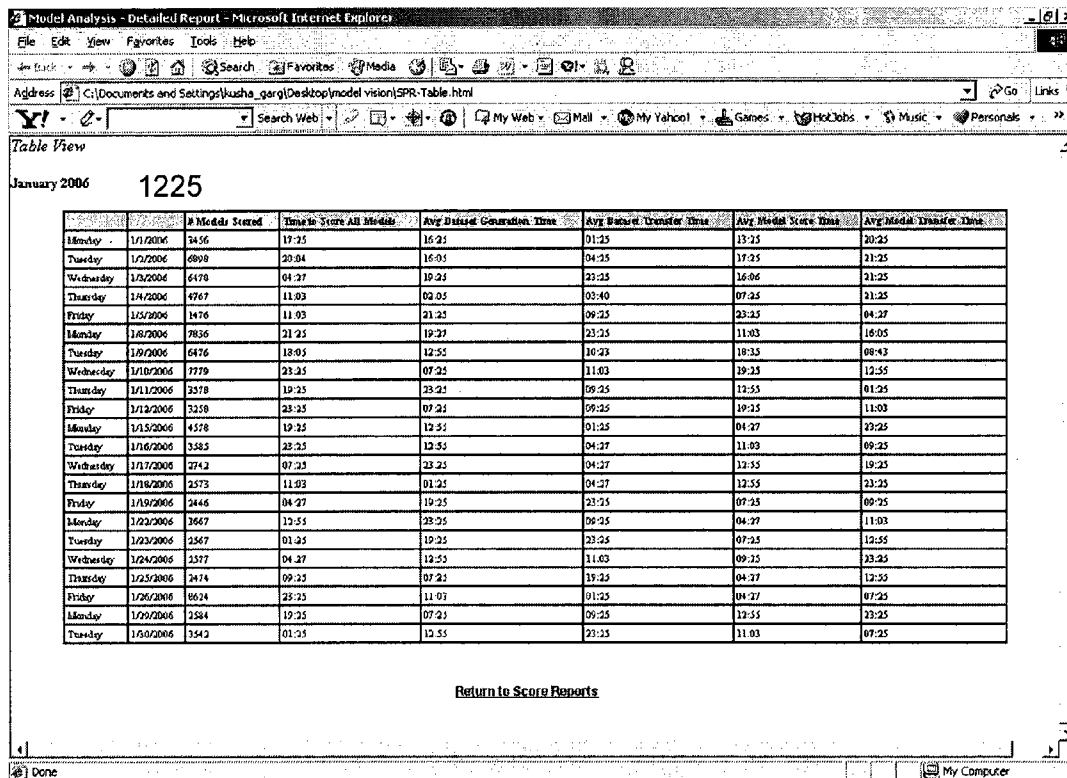 Model Analysis - Detailed Report - Microsoft Internet Explorer
File Edit View Favorites Tools Help
Back Search Favorites Media
Address C:\Documents and Settings\kusha_garg\Desktop\model vision\SPR-Table.html Go Links
Y! Search Web My Web Mail My Yahoo! Games HotJobs Music Personals
Table View
January 2006 1225
# Models Scored Time to Score All Models Avg Dataset Generation Time Avg Dataset Transfer Time Avg Model Score Time Avg Model Transfer Time
Monday 1/1/2006 3456 17:25 16:25 01:25 13:25 20:25
Tuesday 1/2/2006 6898 20:04 16:05 04:25 17:25 21:25
Wednesday 1/3/2006 6478 04:27 19:25 23:25 16:06 21:25
Thursday 1/4/2006 4767 11:03 02:05 03:40 07:25 21:25
Friday 1/5/2006 1476 11:03 21:25 09:25 23:25 04:27
Monday 1/8/2006 7836 21:25 19:27 23:25 11:03 16:05
Tuesday 1/9/2006 6476 18:05 12:55 10:23 18:35 08:43
Wednesday 1/10/2006 7779 23:25 07:25 11:03 19:25 12:55
Thursday 1/11/2006 3578 19:25 23:25 09:25 12:55 01:25
Friday 1/12/2006 3258 23:25 07:25 09:25 19:25 11:03
Monday 1/15/2006 4578 19:25 12:55 01:25 04:27 23:25
Tuesday 1/16/2006 3585 23:25 12:55 04:27 11:03 09:25
Wednesday 1/17/2006 2742 07:25 23:25 04:27 12:55 19:25
Thursday 1/18/2006 2573 11:03 01:25 04:27 12:55 23:25
Friday 1/19/2006 2446 04:27 19:25 23:25 07:25 09:25
Monday 1/22/2006 3667 12:55 23:25 09:25 04:27 11:03
Tuesday 1/23/2006 2567 01:25 19:25 23:25 07:25 12:55
Wednesday 1/24/2006 2577 04:27 12:55 11:03 09:25 23:25
Thursday 1/25/2006 2474 09:25 07:25 19:25 04:27 12:55
Friday 1/26/2006 8624 23:25 11:03 01:25 04:27 07:25
Monday 1/29/2006 2584 19:25 07:25 09:25 12:55 23:25
Tuesday 1/30/2006 3542 01:25 12:55 23:25 11:03 07:25
Return to Score Reports
Done My Computer